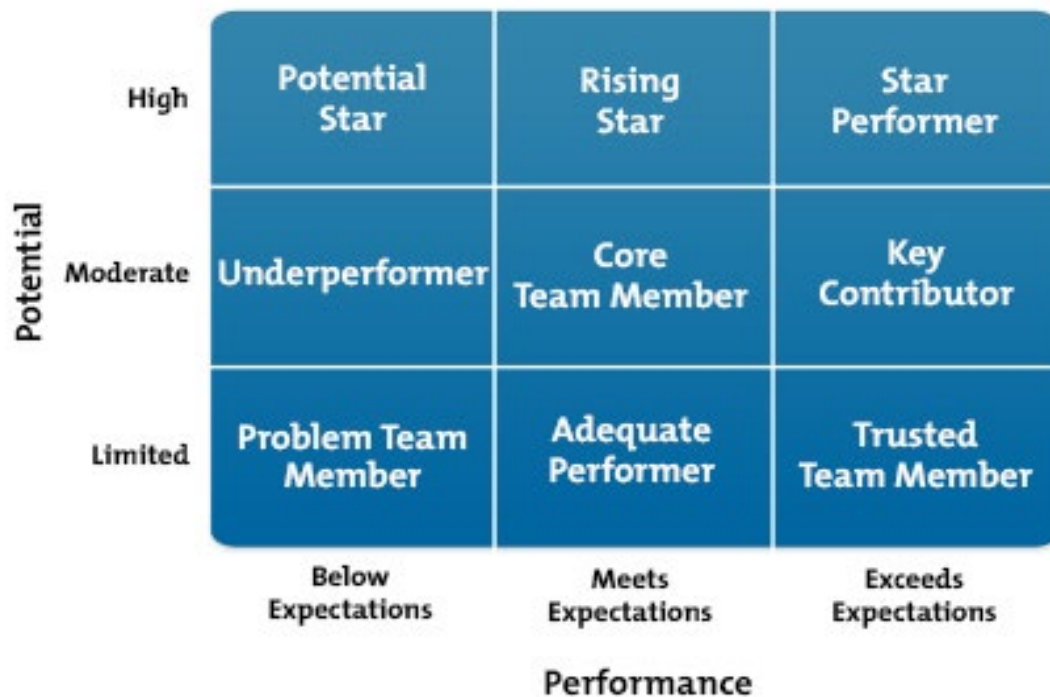 Potential
High
Potential
Star
Rising
Star
Star
Performer
Moderate
Underperformer
Core
Team Member
Key
Contributor
Limited
Problem Team
Member
Adequate
Performer
Trusted
Team Member
Below
Expectations
Meets
Expectations
Exceeds
Expectations
Performance